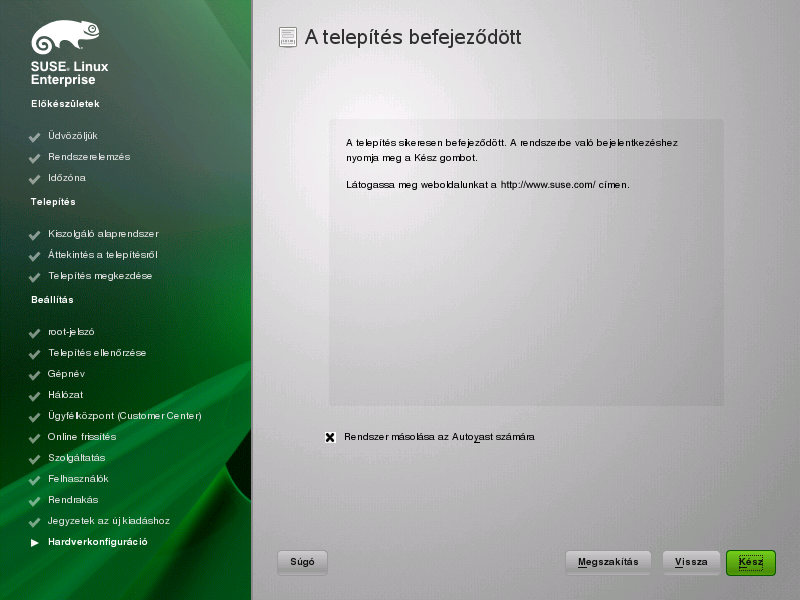 SUSE® Linux
Enterprise
Előkészületek
Üdvözöljük
Rendszerelemzés
Időzóna
Telepítés
Kiszolgáló alaprendszer
Áttekintés a telepítésről
Telepítés megkezdése
Beállítás
root-jelszó
Telepítés ellenőrzése
Gépnév
Hálózat
Ügyfélközpont (Customer Center)
Online frissítés
Szolgáltatás
Felhasználók
Rendrakás
Jegyzetek az új kiadáshoz
Hardverkonfiguráció
A telepítés befejeződött
A telepítés sikeresen befejeződött. A rendszerbe való bejelentkezéshez
nyomja meg a Kész gombot.
Látogassa meg weboldalunkat a http://www.suse.com/ címen.
Rendszer másolása az Autoyast számára
Súgó
Megszakítás
Vissza
Kész